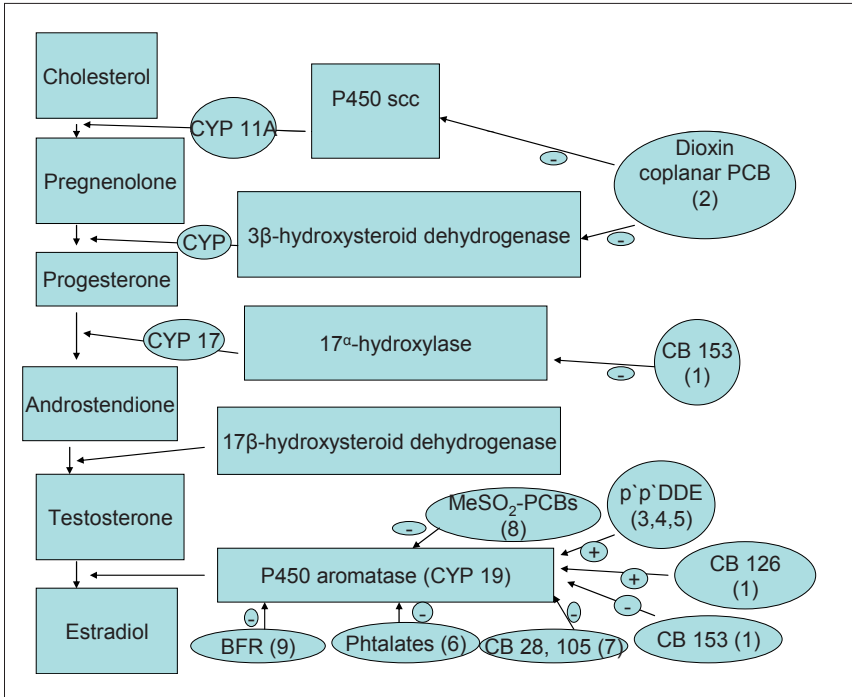 Cholesterol
P450 scc
CYP 11A
Dioxin
coplanar PCB
(2)
-
Pregnenolone
3β-hydroxysteroid dehydrogenase
CYP
-
Progesterone
CYP 17
17ᵅ-hydroxylase
CB 153
(1)
-
Androstendione
17β-hydroxysteroid dehydrogenase
Testosterone
MeSO₂-PCBs
(8)
-
p`p`DDE
(3,4,5)
+
P450 aromatase (CYP 19)
CB 126
(1)
+
-
CB 153 (1)
Estradiol
-
BFR (9)
-
Phtalates (6)
-
CB 28, 105 (7)